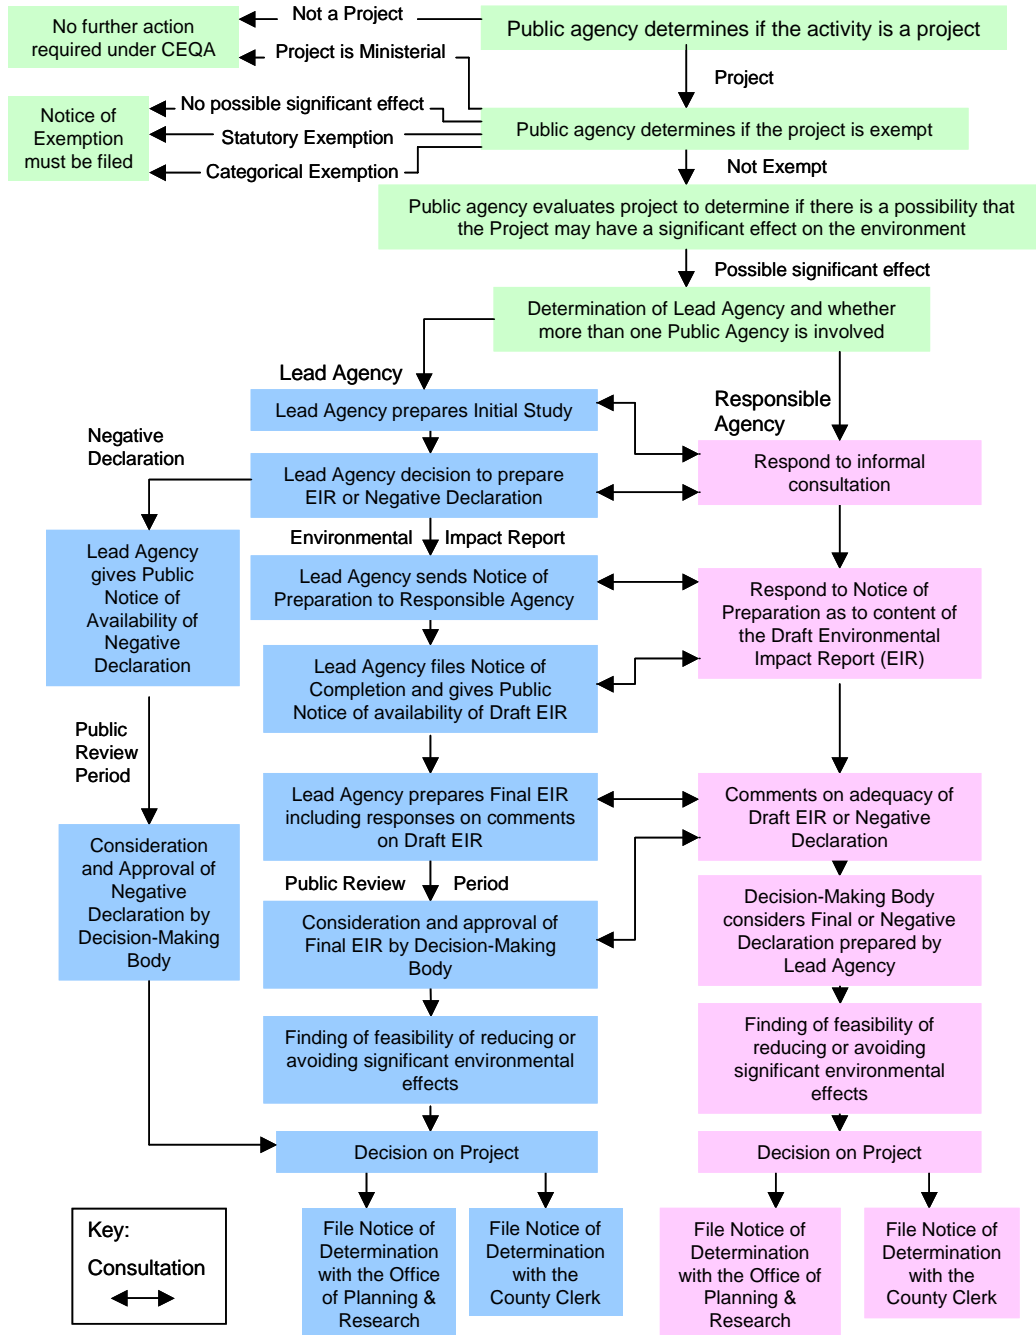 No further action
required under CEQA
Not a Project
Public agency determines if the activity is a project
Project is Ministerial
Project
Notice of
Exemption
must be filed
No possible significant effect
Statutory Exemption
Categorical Exemption
Public agency determines if the project is exempt
Not Exempt
Public agency evaluates project to determine if there is a possibility that
the Project may have a significant effect on the environment
Possible significant effect
Determination of Lead Agency and whether
more than one Public Agency is involved
Lead Agency
Lead Agency prepares Initial Study
Responsible
Agency
Negative
Declaration
Lead Agency decision to prepare
EIR or Negative Declaration
Respond to informal
consultation
Environmental Impact Report
Lead Agency
gives Public
Notice of
Availability of
Negative
Declaration
Lead Agency sends Notice of
Preparation to Responsible Agency
Respond to Notice of
Preparation as to content of
the Draft Environmental
Impact Report (EIR)
Lead Agency files Notice of
Completion and gives Public
Notice of availability of Draft EIR
Public
Review
Period
Lead Agency prepares Final EIR
including responses on comments
on Draft EIR
Comments on adequacy of
Draft EIR or Negative
Declaration
Consideration
and Approval of
Negative
Declaration by
Decision-Making
Body
Public Review Period
Consideration and approval of
Final EIR by Decision-Making
Body
Decision-Making Body
considers Final or Negative
Declaration prepared by
Lead Agency
Finding of feasibility of reducing or
avoiding significant environmental
effects
Finding of feasibility of
reducing or avoiding
significant environmental
effects
Decision on Project
Decision on Project
Key:
Consultation
File Notice of
Determination
with the Office
of Planning &
Research
File Notice of
Determination
with the
County Clerk
File Notice of
Determination
with the Office of
Planning &
Research
File Notice of
Determination
with the
County Clerk